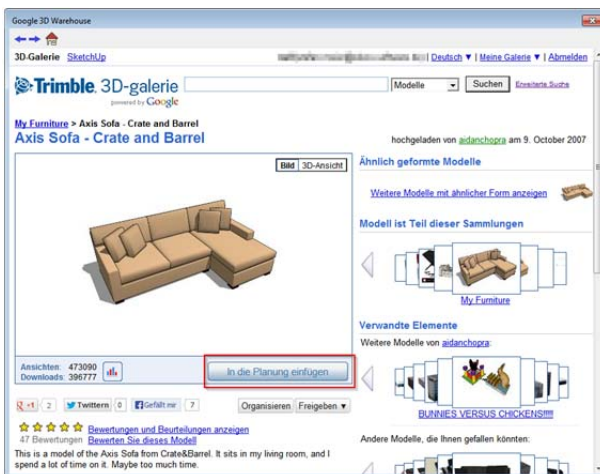 Google 3D Warehouse
3D-Galerie SketchUp Deutsch ▼ | Meine Galerie ▼ | Abmelden
Trimble. 3D-galerie
powered by Google
Modelle Suchen Erweiterte Suche
My Furniture > Axis Sofa - Crate and Barrel
Axis Sofa - Crate and Barrel
hochgeladen von aidanchopra am 9. October 2007
Bild 3D-Ansicht
Ähnlich geformte Modelle
Weitere Modelle mit ähnlicher Form anzeigen
Modell ist Teil dieser Sammlungen
My Furniture
Verwandte Elemente
Weitere Modelle von aidanchopra:
BUNNIES VERSUS CHICKENS!!!!!
Andere Modelle, die Ihnen gefallen könnten:
Ansichten: 473090
Downloads: 396777
In die Planung einfügen
+1 2 Twittern 0 Gefällt mir 7 Organisieren Freigeben ▼
Bewertungen und Beurteilungen anzeigen
47 Bewertungen Bewerten Sie dieses Modell
This is a model of the Axis Sofa from Crate&Barrel. It sits in my living room, and I
spend a lot of time on it. Maybe too much time.